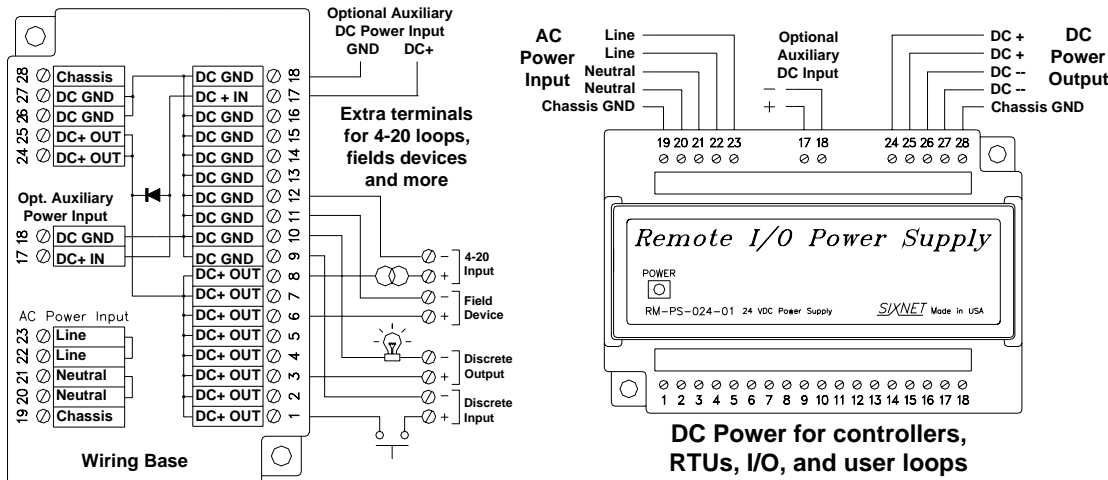 Optional Auxiliary
DC Power Input
GND DC+
28 Chassis
27 DC GND
26 DC GND
25 DC+ OUT
24 DC+ OUT
Opt. Auxiliary
Power Input
18 DC GND
17 DC+ IN
AC Power Input
23 Line
22 Line
21 Neutral
20 Neutral
19 Chassis
DC GND 18
DC + IN 17
DC GND 16
DC GND 15
DC GND 14
DC GND 13
DC GND 12
DC GND 11
DC GND 10
DC GND 9
DC+ OUT 8
DC+ OUT 7
DC+ OUT 6
DC+ OUT 5
DC+ OUT 4
DC+ OUT 3
DC+ OUT 2
DC+ OUT 1
Extra terminals
for 4-20 loops,
fields devices
and more
− 4-20
+ Input
− Field
+ Device
− Discrete
+ Output
− Discrete
+ Input
Wiring Base
AC
Power
Input
Line
Line
Neutral
Neutral
Chassis GND
Optional
Auxiliary
DC Input
−
+
DC +
DC +
DC --
DC --
Chassis GND
DC
Power
Output
19 20 21 22 23 17 18 24 25 26 27 28
Remote I/O Power Supply
POWER
RM-PS-024-01 24 VDC Power Supply SIXNET Made in USA
1 2 3 4 5 6 7 8 9 10 11 12 13 14 15 16 17 18
DC Power for controllers,
RTUs, I/O, and user loops